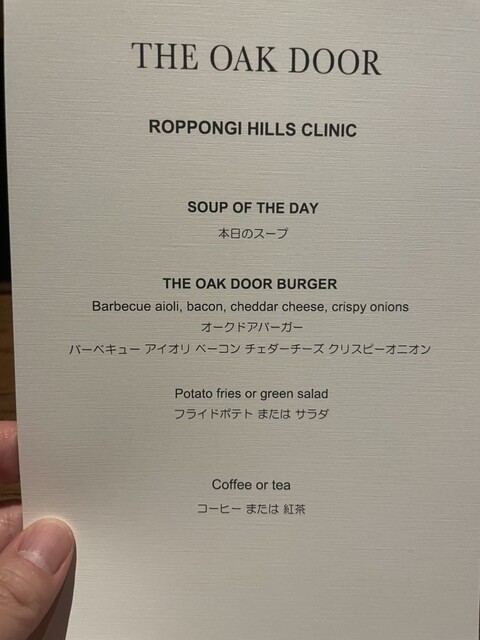 THE OAK DOOR
ROPPONGI HILLS CLINIC
SOUP OF THE DAY
本日のスープ
THE OAK DOOR BURGER
Barbecue aioli, bacon, cheddar cheese, crispy onions
オークドアバーガー
バーベキュー アイオリ ベーコン チェダーチーズ クリスピーオニオン
Potato fries or green salad
フライドポテト または サラダ
Coffee or tea
コーヒー または 紅茶